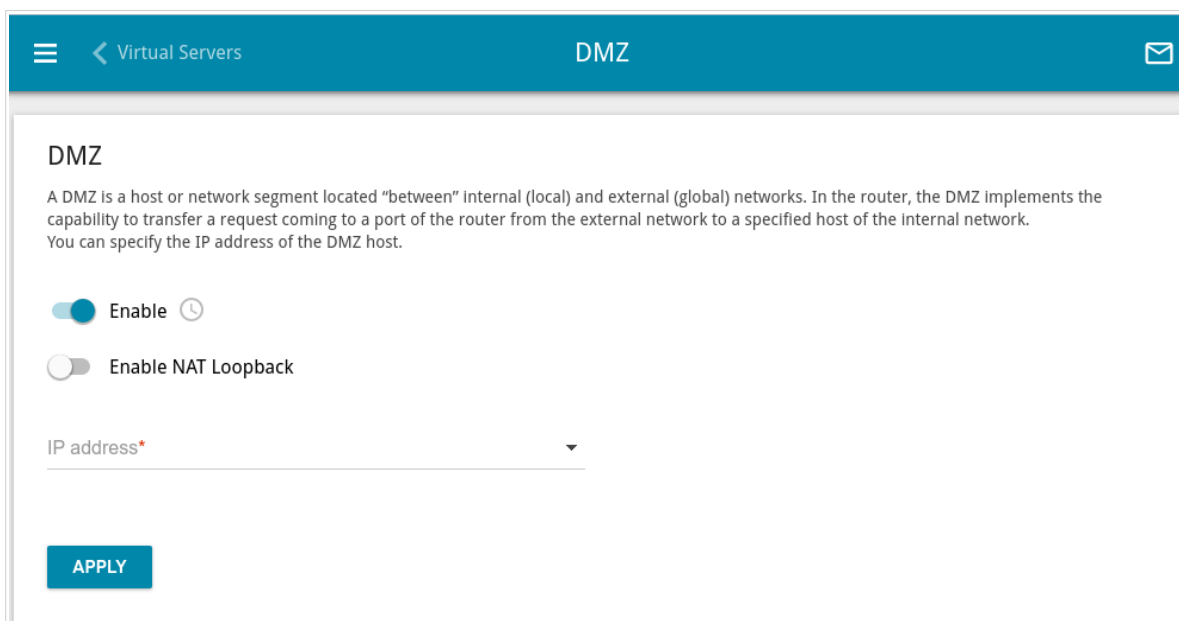 Virtual Servers
DMZ
DMZ
A DMZ is a host or network segment located “between” internal (local) and external (global) networks. In the router, the DMZ implements the
capability to transfer a request coming to a port of the router from the external network to a specified host of the internal network.
You can specify the IP address of the DMZ host.
Enable
Enable NAT Loopback
IP address*
APPLY